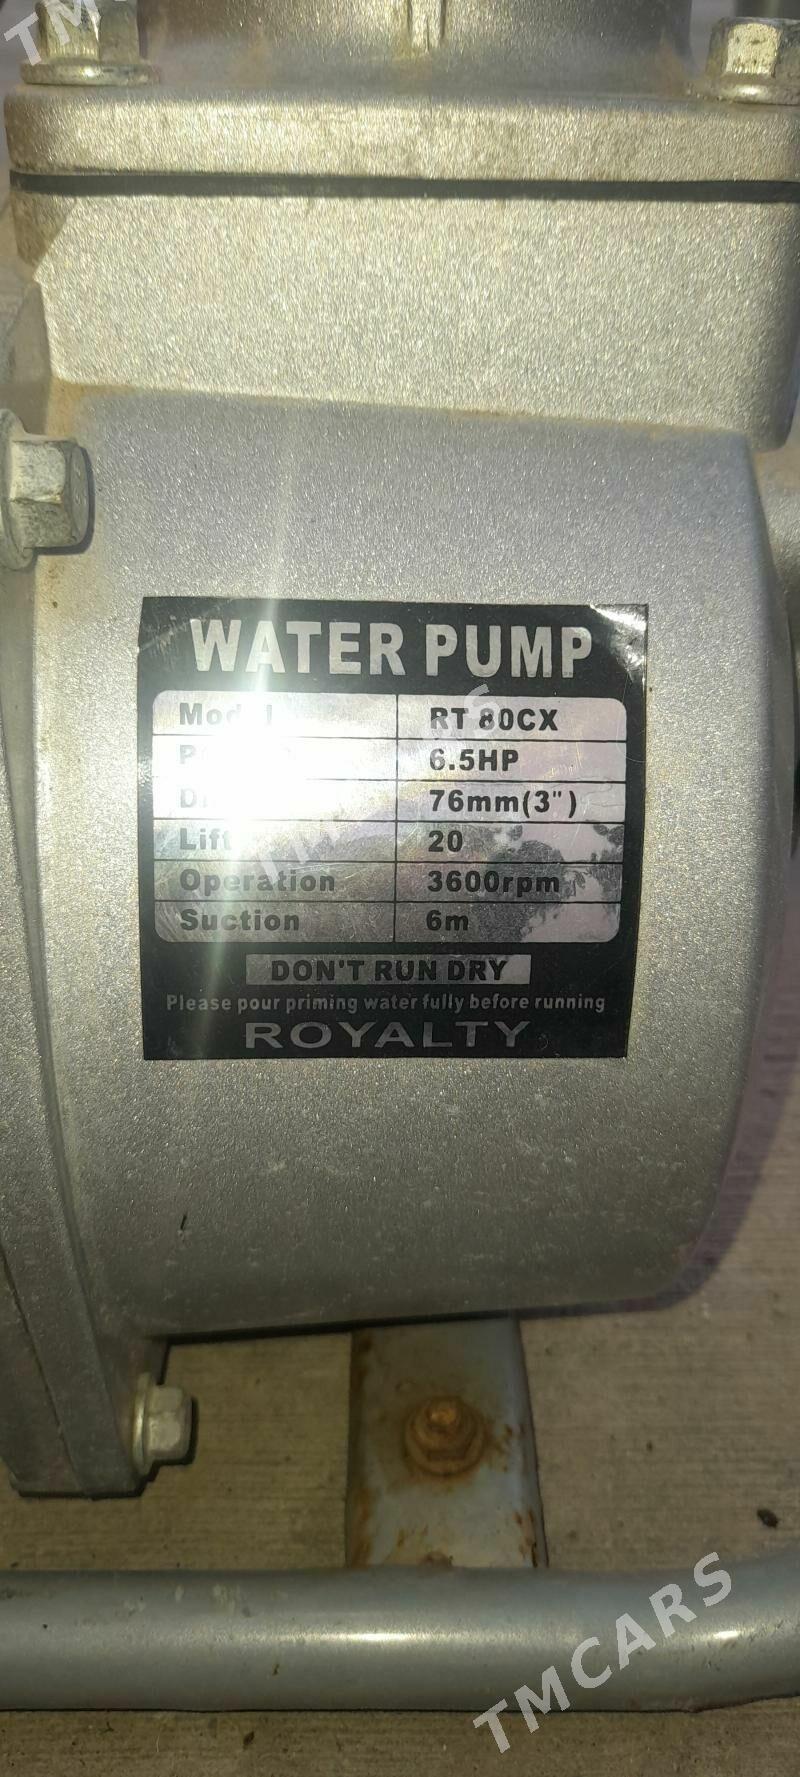 WATER PUMP
RT 80CX
6.5HP
76mm(3")
Lift 20
Operation 3600rpm
Suction 6m
DON'T RUN DRY
Please pour priming water fully before running
ROYALTY
TMCARS